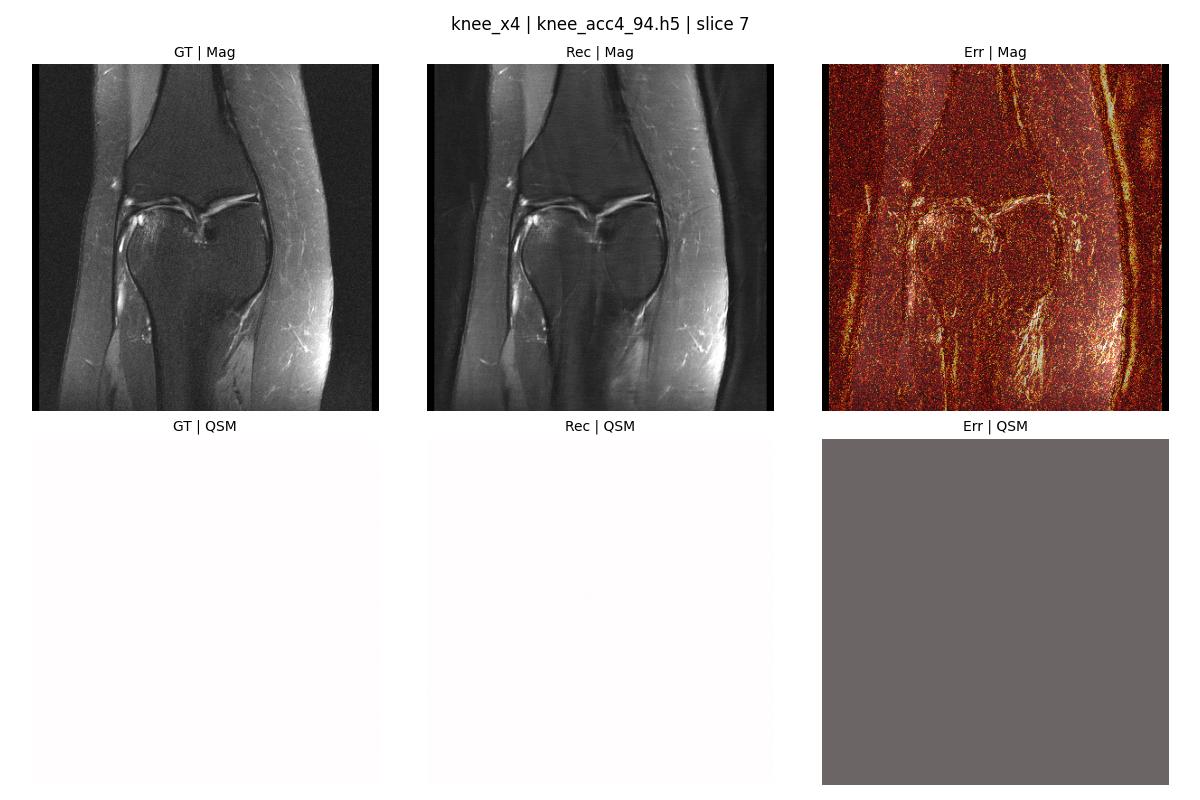 knee_x4 | knee_acc4_94.h5 | slice 7
GT | Mag
Rec | Mag
Err | Mag
GT | QSM
Rec | QSM
Err | QSM